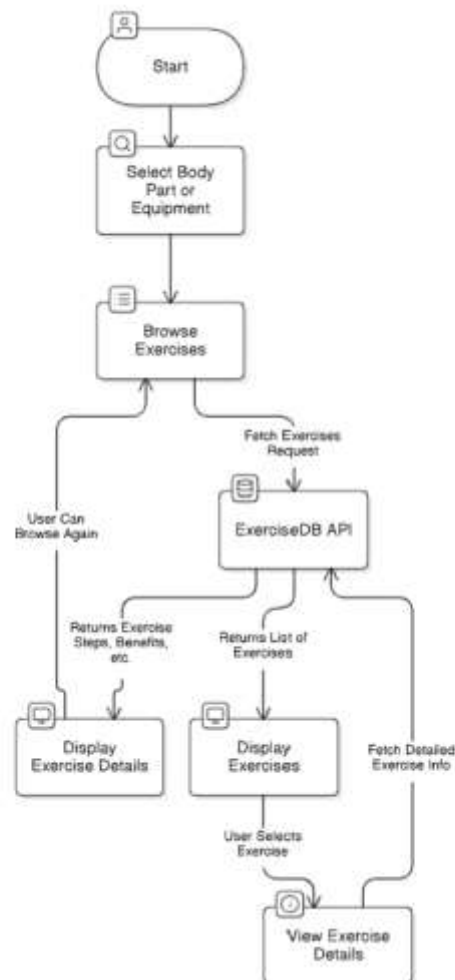 Start
Select Body
Part or
Equipment
Browse
Exercises
Fetch Exercises
Request
User Can
Browse Again
ExerciseDB API
Returns Exercise
Steps, Benefits,
etc.
Returns List of
Exercises
Display
Exercise Details
Display
Exercises
Fetch Detailed
Exercise Info
User Selects
Exercise
View Exercise
Details